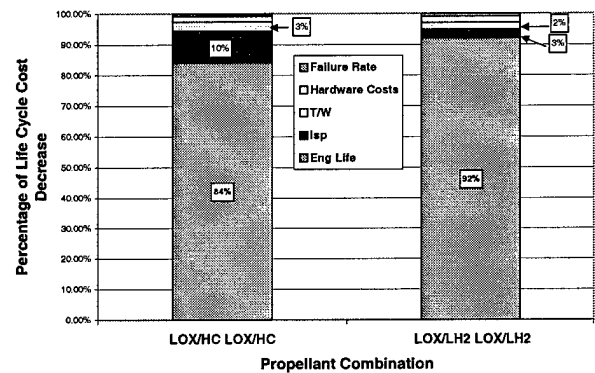 100.00%
90.00%
80.00%
70.00%
60.00%
50.00%
40.00%
30.00%
20.00%
10.00%
0.00%
Percentage of Life Cycle Cost
Decrease
3%
10%
84%
2%
3%
92%
Failure Rate
Hardware Costs
T/W
Isp
Eng Life
LOX/HC LOX/HC
LOX/LH2 LOX/LH2
Propellant Combination